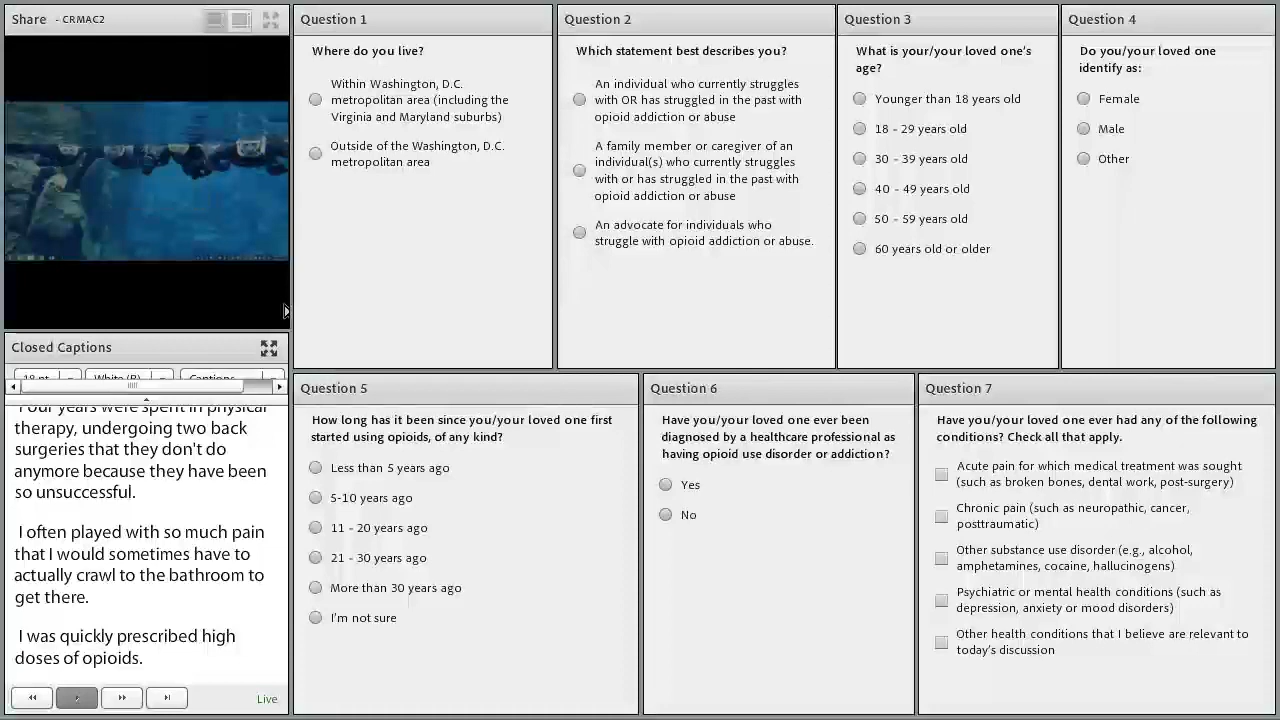 Share - CRMAC2
Question 1
Where do you live?
Within Washington, D.C.
metropolitan area (including the
Virginia and Maryland suburbs)
Outside of the Washington, D.C.
metropolitan area
Question 2
Which statement best describes you?
An individual who currently struggles
with OR has struggled in the past with
opioid addiction or abuse
A family member or caregiver of an
individual(s) who currently struggles
with or has struggled in the past with
opioid addiction or abuse
An advocate for individuals who
struggle with opioid addiction or abuse.
Question 3
What is your/your loved one's
age?
Younger than 18 years old
18 - 29 years old
30 - 39 years old
40 - 49 years old
50 - 59 years old
60 years old or older
Question 4
Do you/your loved one
identify as:
Female
Male
Other
Closed Captions
18 pt
White (B)
Captions
Four years were spent in physical
therapy, undergoing two back
surgeries that they don't do
anymore because they have been
so unsuccessful.
I often played with so much pain
that I would sometimes have to
actually crawl to the bathroom to
get there.
I was quickly prescribed high
doses of opioids.
Live
Question 5
How long has it been since you/your loved one first
started using opioids, of any kind?
Less than 5 years ago
5-10 years ago
11 - 20 years ago
21 - 30 years ago
More than 30 years ago
I'm not sure
Question 6
Have you/your loved one ever been
diagnosed by a healthcare professional as
having opioid use disorder or addiction?
Yes
No
Question 7
Have you/your loved one ever had any of the following
conditions? Check all that apply.
Acute pain for which medical treatment was sought
(such as broken bones, dental work, post-surgery)
Chronic pain (such as neuropathic, cancer,
posttraumatic)
Other substance use disorder (e.g., alcohol,
amphetamines, cocaine, hallucinogens)
Psychiatric or mental health conditions (such as
depression, anxiety or mood disorders)
Other health conditions that I believe are relevant to
today's discussion